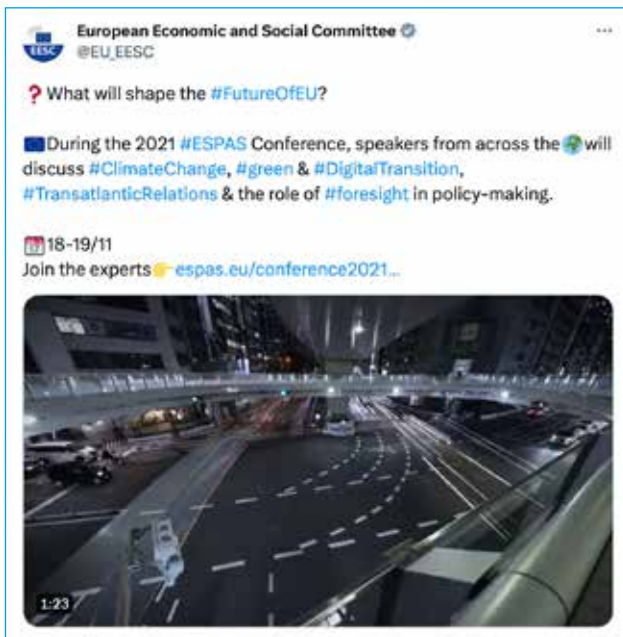 European Economic and Social Committee
EESC
@EU_EESC
❓What will shape the #FutureOfEU?
🇪🇺During the 2021 #ESPAS Conference, speakers from across the🌍will
discuss #ClimateChange, #green & #DigitalTransition,
#TransatlanticRelations & the role of #foresight in policy-making.
📅18-19/11
Join the experts👉espas.eu/conference2021...
1:23